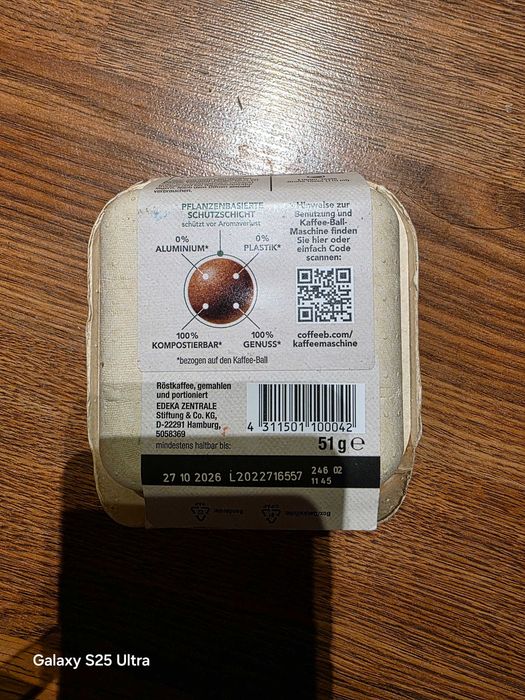 verbrauchen.
PFLANZENBASIERTE
SCHUTZSCHICHT
schützt vor Aromaverlust
0%
ALUMINIUM*
0%
PLASTIK*
100%
KOMPOSTIERBAR*
100%
GENUSS*
*bezogen auf den Kaffee-Ball
Hinweise zur
Benutzung und
Kaffee-Ball-
Maschine finden
Sie hier oder
einfach Code
scannen:
coffeeb.com/
kaffeemaschine
Röstkaffee, gemahlen
und portioniert
EDEKA ZENTRALE
Stiftung & Co. KG,
D-22291 Hamburg,
5058369
mindestens haltbar bis:
4 311501 100042
51 g e
27 10 2026 L2022716557 246 02
11 45
Banderole:
Galaxy S25 Ultra